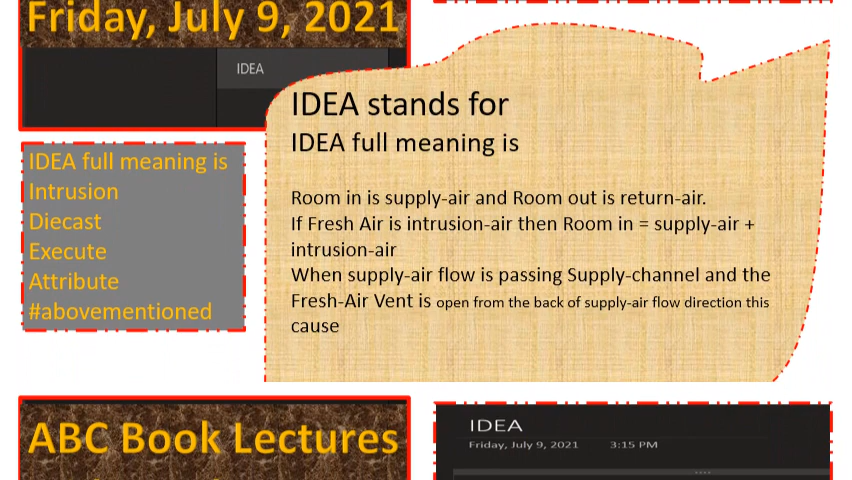 Friday, July 9, 2021
IDEA
IDEA stands for
IDEA full meaning is
Room in is supply-air and Room out is return-air.
If Fresh Air is intrusion-air then Room in = supply-air +
intrusion-air
When supply-air flow is passing Supply-channel and the
Fresh-Air Vent is open from the back of supply-air flow direction this
cause
IDEA full meaning is
Intrusion
Diecast
Execute
Attribute
#abovementioned
ABC Book Lectures
IDEA
Friday, July 9, 2021 3:15 PM